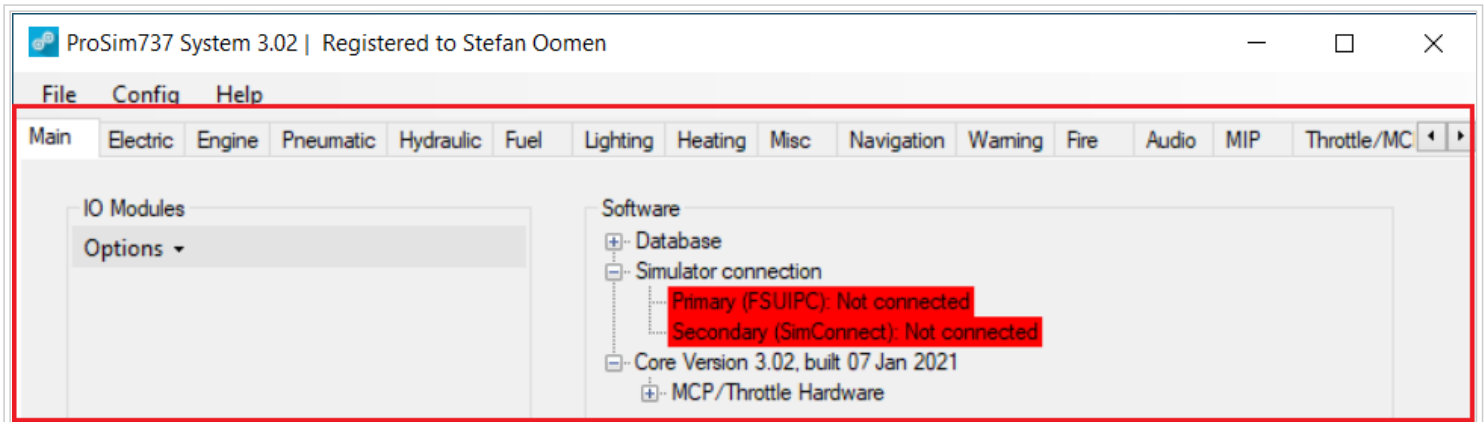 ProSim737 System 3.02 | Registered to Stefan Oomen
File Config Help
Main Electric Engine Pneumatic Hydraulic Fuel Lighting Heating Misc Navigation Warning Fire Audio MIP Throttle/MC
IO Modules
Options
Software
Database
Simulator connection
Primary (FSUIPC): Not connected
Secondary (SimConnect): Not connected
Core Version 3.02, built 07 Jan 2021
MCP/Throttle Hardware